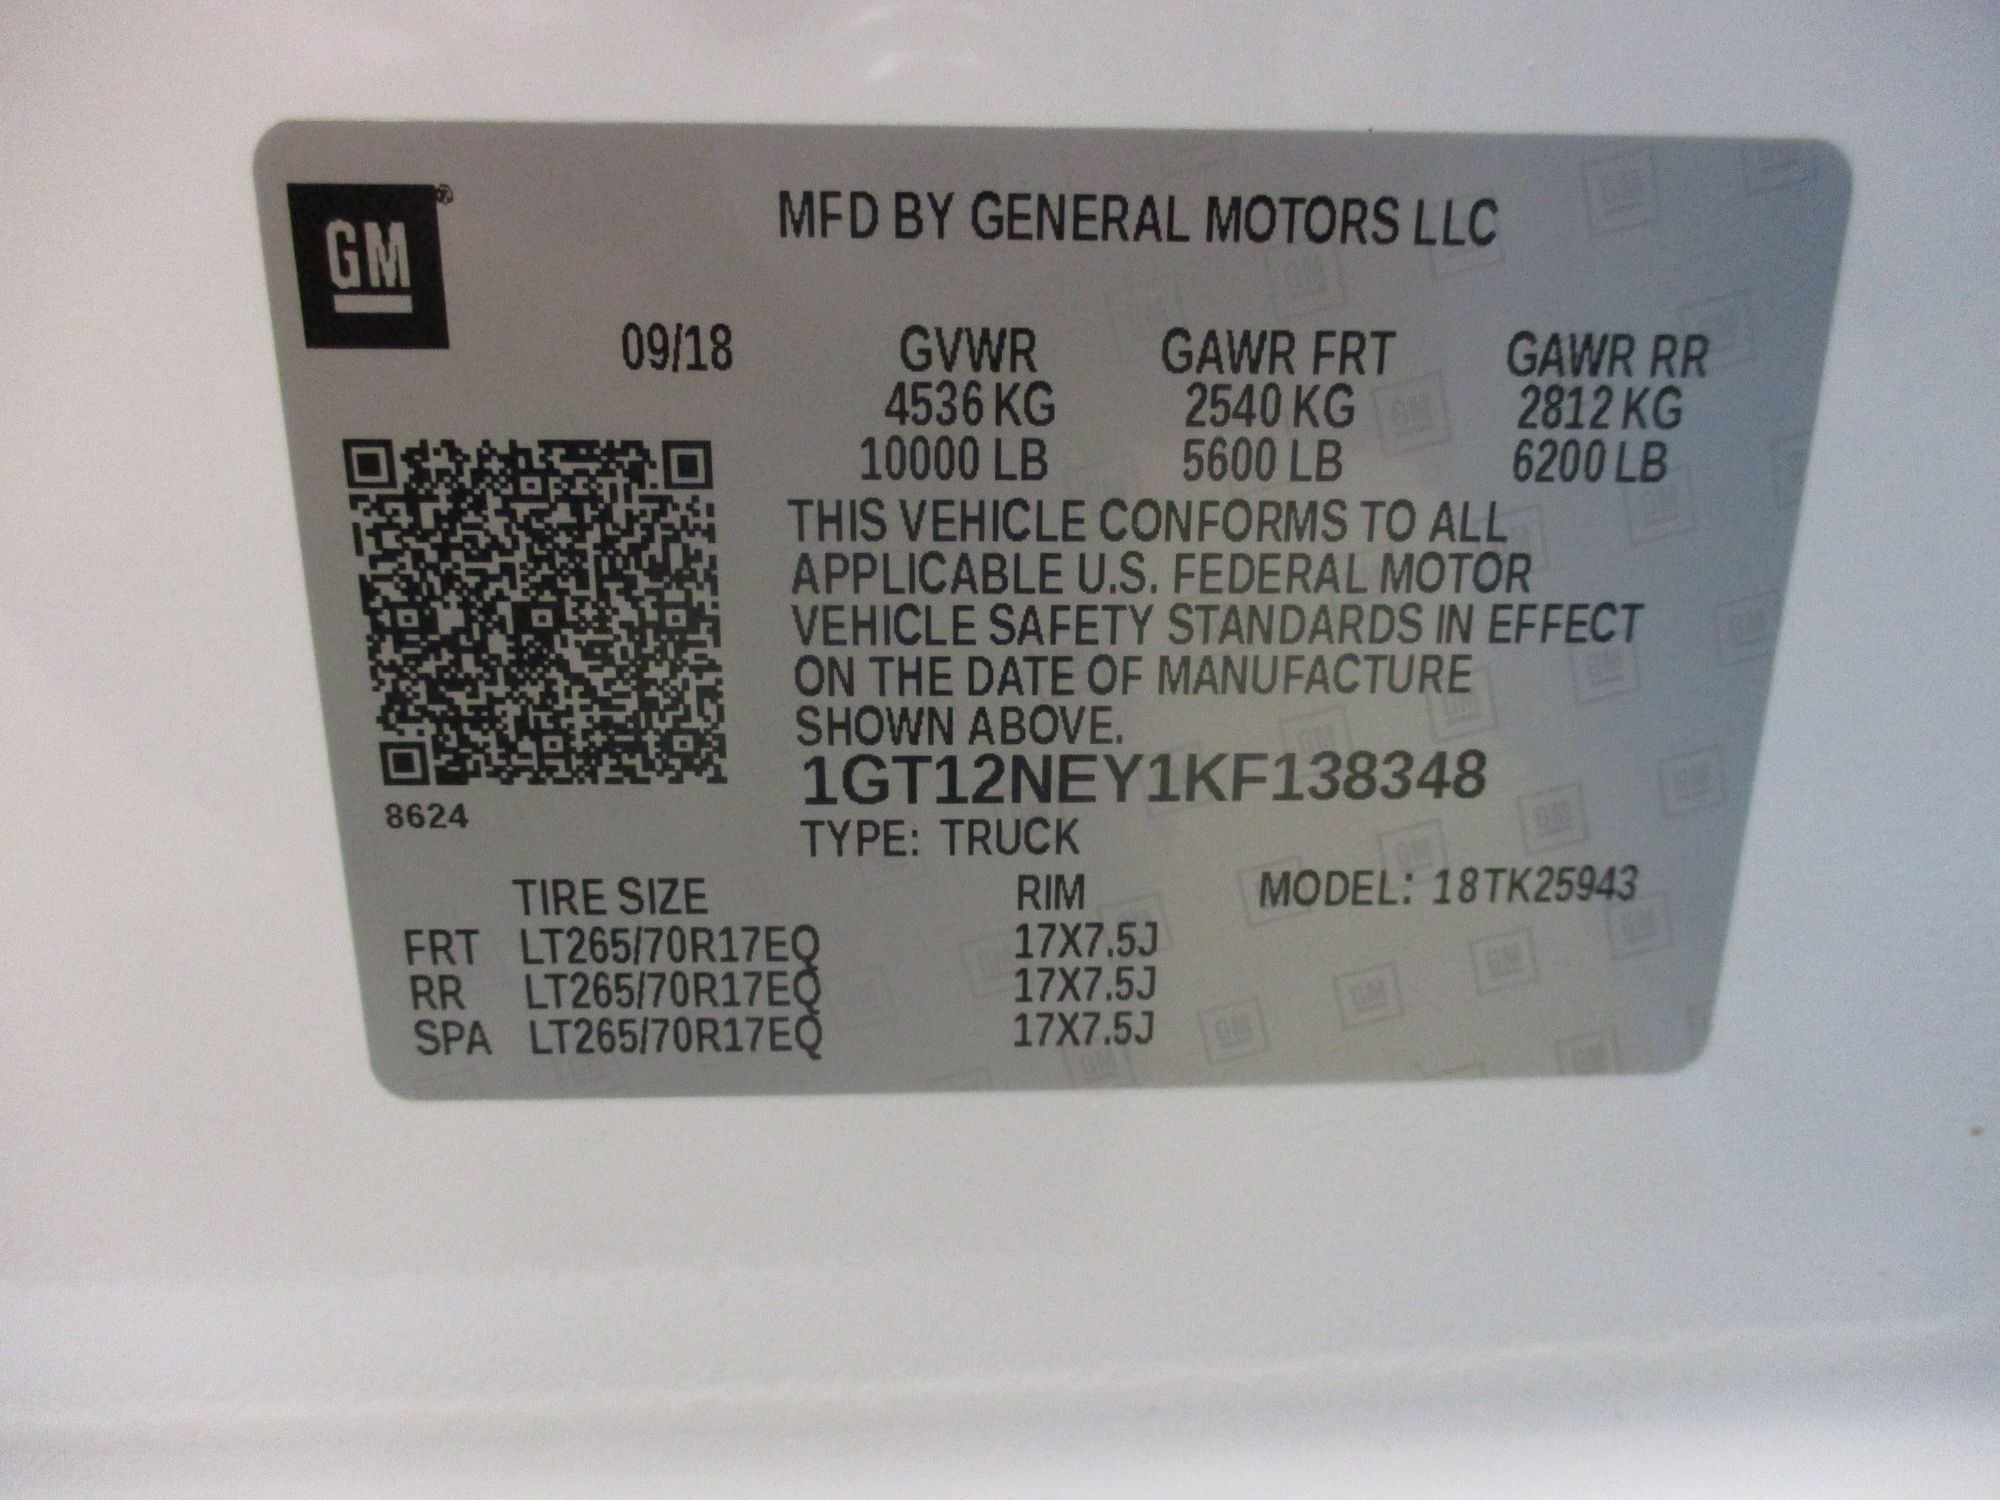 GM®
MFD BY GENERAL MOTORS LLC
09/18 GVWR GAWR FRT GAWR RR
4536 KG 2540 KG 2812 KG
10000 LB 5600 LB 6200 LB
THIS VEHICLE CONFORMS TO ALL
APPLICABLE U.S. FEDERAL MOTOR
VEHICLE SAFETY STANDARDS IN EFFECT
ON THE DATE OF MANUFACTURE
SHOWN ABOVE.
1GT12NEY1KF138348
8624
TYPE: TRUCK
TIRE SIZE RIM MODEL: 18TK25943
FRT LT265/70R17EQ 17X7.5J
RR LT265/70R17EQ 17X7.5J
SPA LT265/70R17EQ 17X7.5J